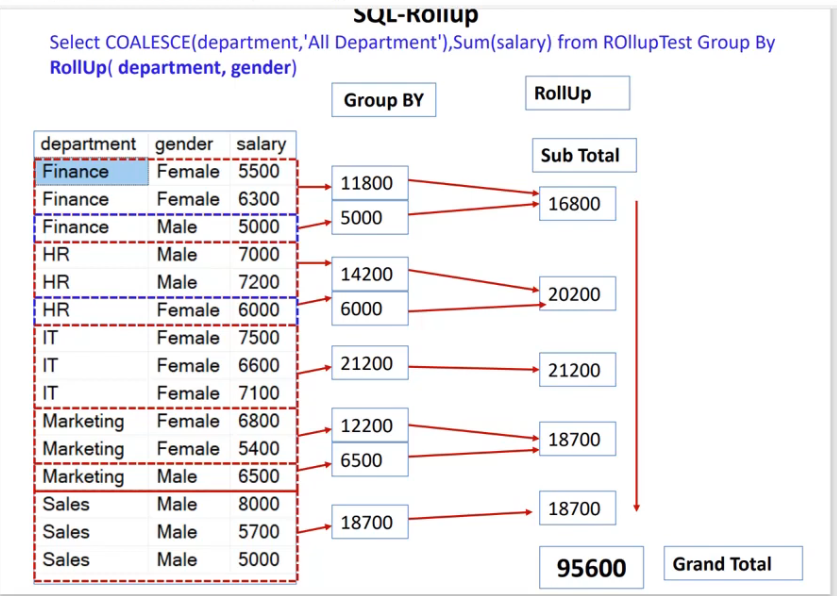 SQL-Rollup
Select COALESCE(department,'All Department'),Sum(salary) from ROllupTest Group By
RollUp( department, gender)
Group BY
RollUp
Sub Total
department gender salary
Finance Female 5500
Finance Female 6300
Finance Male 5000
HR Male 7000
HR Male 7200
HR Female 6000
IT Female 7500
IT Female 6600
IT Female 7100
Marketing Female 6800
Marketing Female 5400
Marketing Male 6500
Sales Male 8000
Sales Male 5700
Sales Male 5000
11800
5000
14200
6000
21200
12200
6500
18700
16800
20200
21200
18700
18700
95600
Grand Total